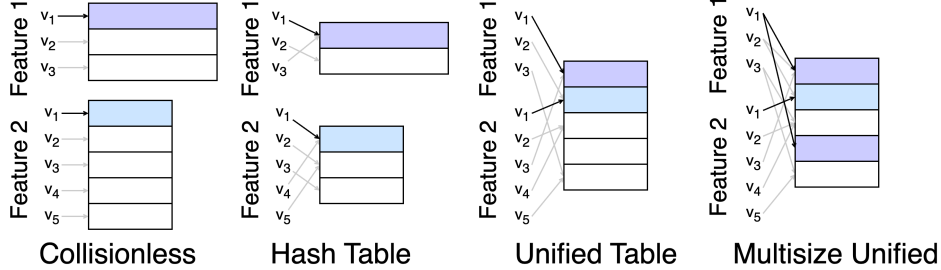 Feature 1
v1
v2
v3
Feature 2
v1
v2
v3
v4
v5
Collisionless
Feature 1
v1
v2
v3
Feature 2
v1
v2
v3
v4
v5
Hash Table
Feature 1
v1
v2
v3
Feature 2
v1
v2
v3
v4
v5
Unified Table
Feature 1
v1
v2
v3
Feature 2
v1
v2
v3
v4
v5
Multisize Unified